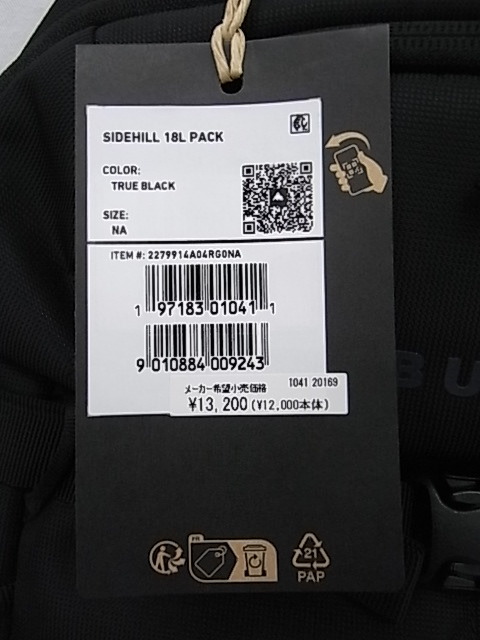 SIDEHILL 18L PACK
COLOR:
TRUE BLACK
SIZE:
NA
ITEM #: 2279914A04RG0NA
1 97183 01041 1
9 010884 009243
1041 20169
メーカー希望小売価格
¥13,200(¥12,000本体)
BU
FR
21
PAP